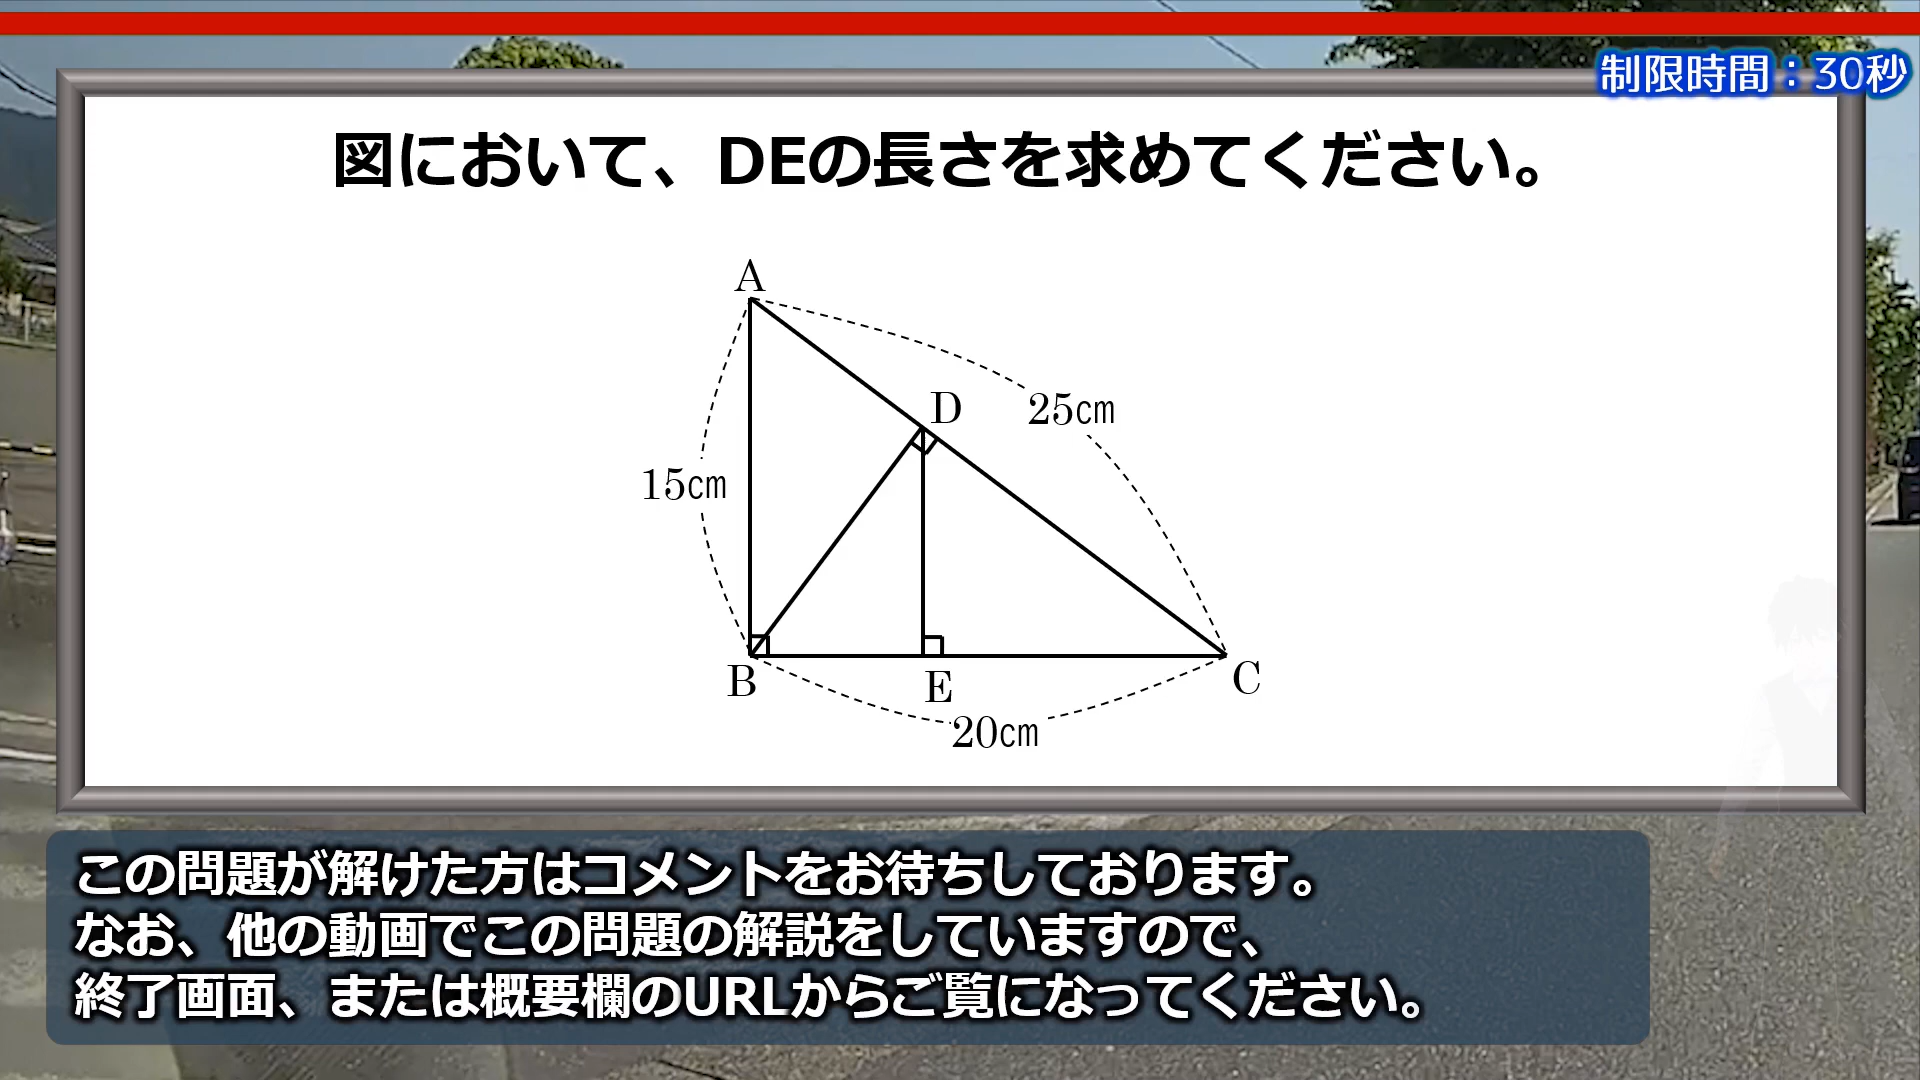 制限時間：30秒
図において、DEの長さを求めてください。
A
D
25㎝
15㎝
B
E
C
20㎝
この問題が解けた方はコメントをお待ちしております。
なお、他の動画でこの問題の解説をしていますので、
終了画面、または概要欄のURLからご覧になってください。